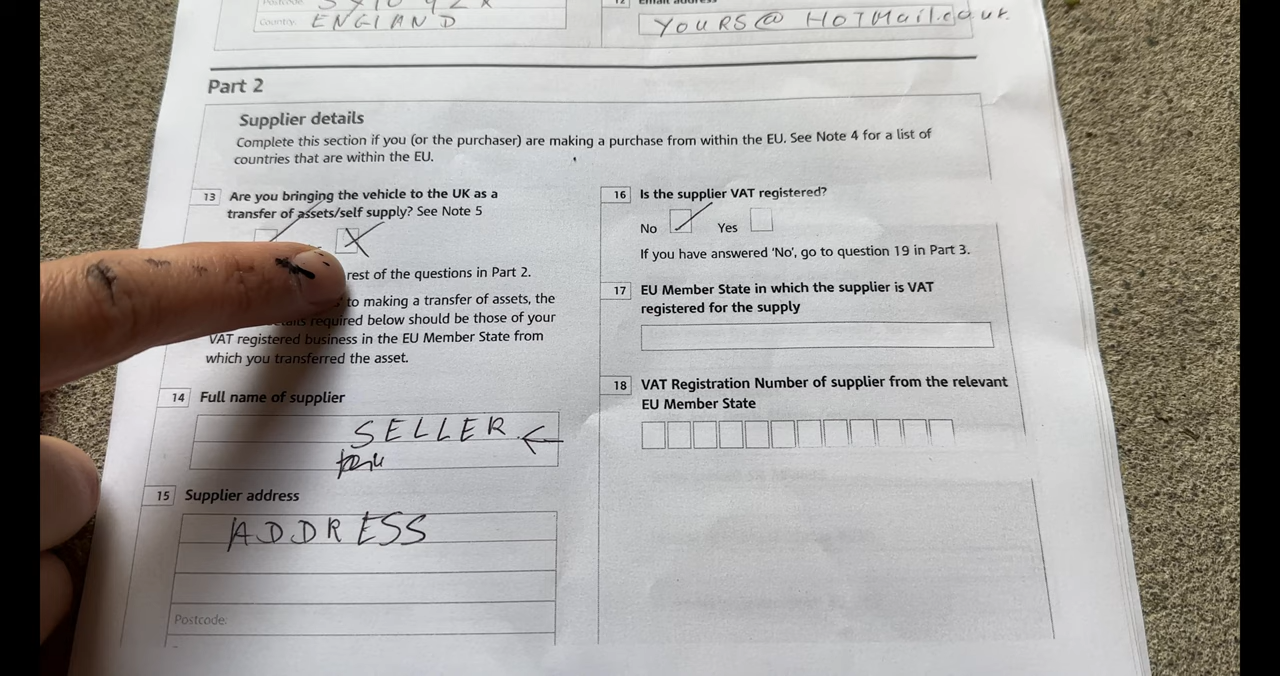 Country: ENGLAND
YOURS@HOTMail.co.uk.
Part 2
Supplier details
Complete this section if you (or the purchaser) are making a purchase from within the EU. See Note 4 for a list of
countries that are within the EU.
13 Are you bringing the vehicle to the UK as a
transfer of assets/self supply? See Note 5
rest of the questions in Part 2.
to making a transfer of assets, the
required below should be those of your
VAT registered business in the EU Member State from
which you transferred the asset.
14 Full name of supplier
SELLER
15 Supplier address
ADDRESS
Postcode:
16 Is the supplier VAT registered?
No Yes
If you have answered 'No', go to question 19 in Part 3.
17 EU Member State in which the supplier is VAT
registered for the supply
18 VAT Registration Number of supplier from the relevant
EU Member State